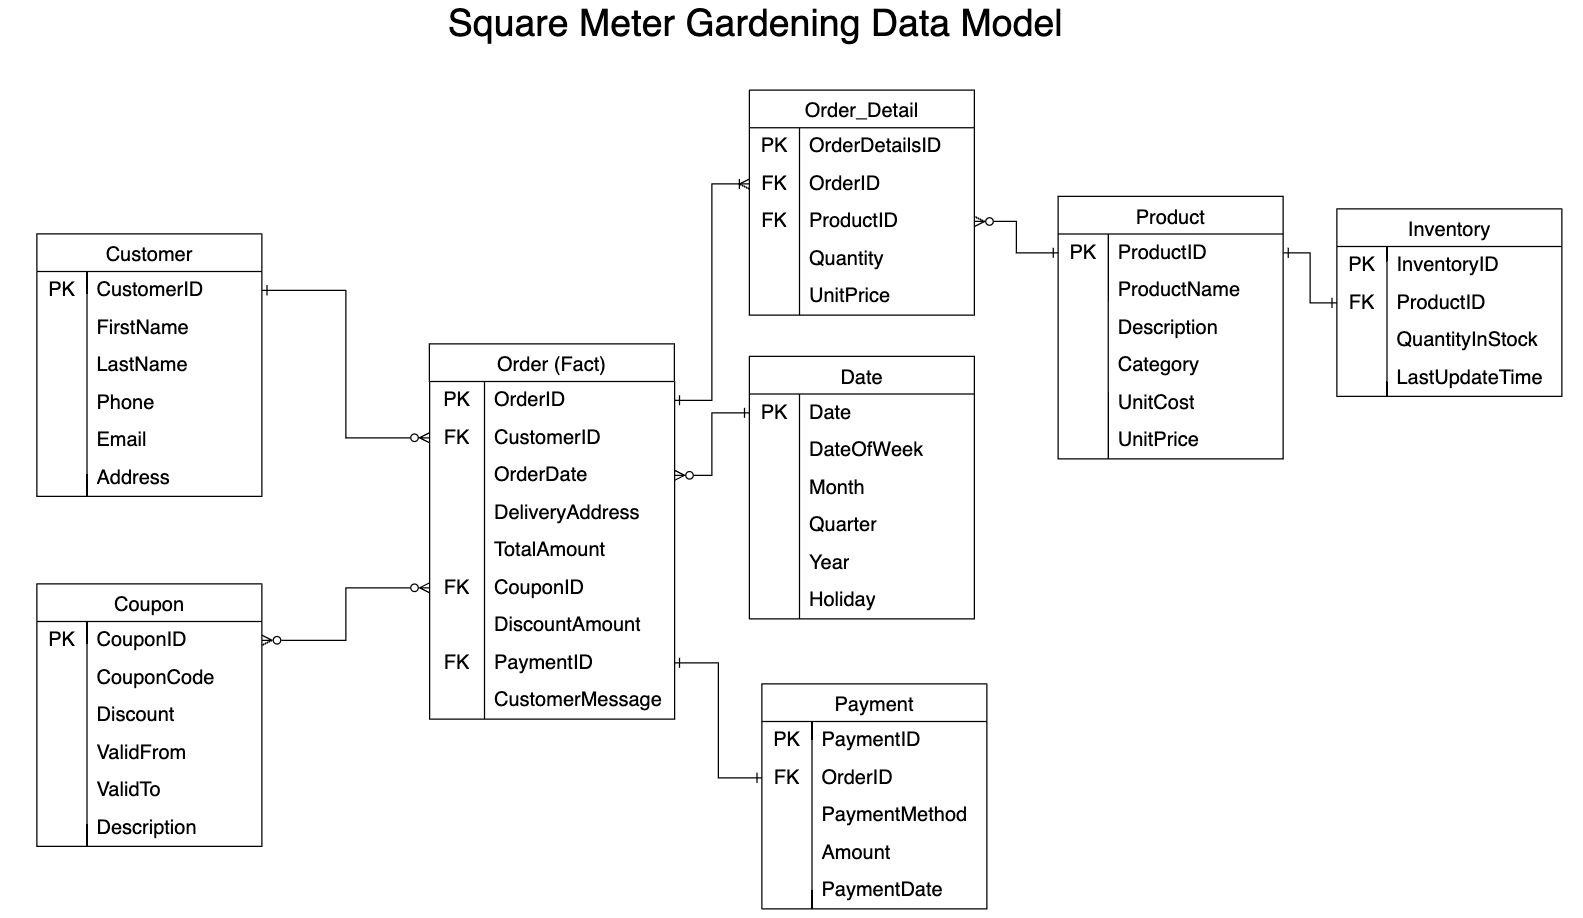 Square Meter Gardening Data Model
Customer
PK CustomerID
FirstName
LastName
Phone
Email
Address
Coupon
PK CouponID
CouponCode
Discount
ValidFrom
ValidTo
Description
Order (Fact)
PK OrderID
FK CustomerID
OrderDate
DeliveryAddress
TotalAmount
FK CouponID
DiscountAmount
FK PaymentID
CustomerMessage
Order_Detail
PK OrderDetailsID
FK OrderID
FK ProductID
Quantity
UnitPrice
Date
PK Date
DateOfWeek
Month
Quarter
Year
Holiday
Payment
PK PaymentID
FK OrderID
PaymentMethod
Amount
PaymentDate
Product
PK ProductID
ProductName
Description
Category
UnitCost
UnitPrice
Inventory
PK InventoryID
FK ProductID
QuantityInStock
LastUpdateTime